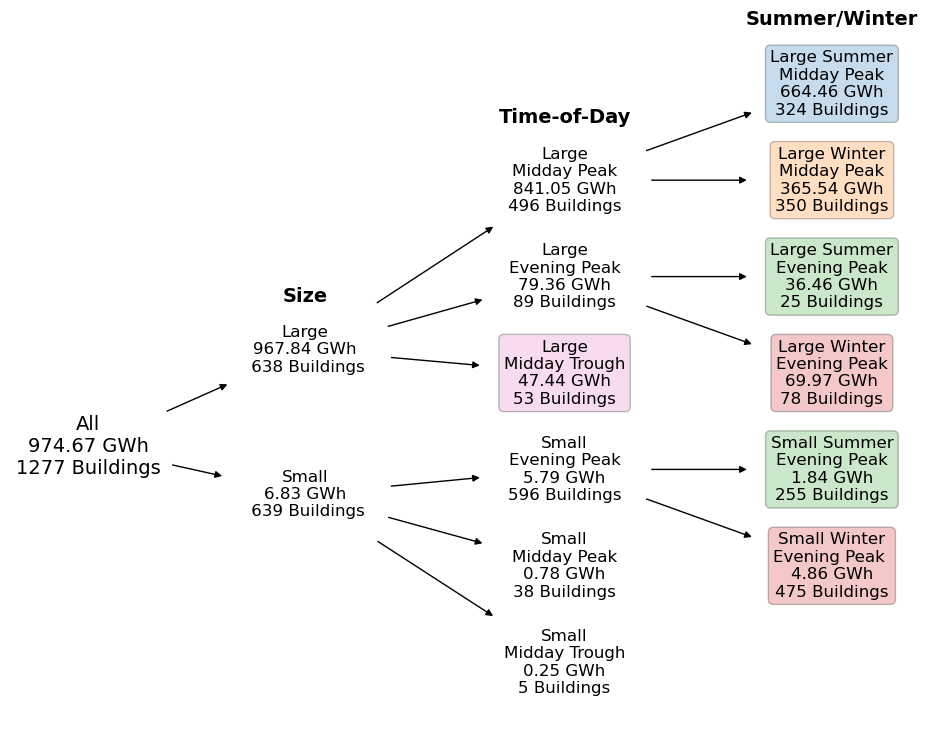 All
974.67 GWh
1277 Buildings
Size
Large
967.84 GWh
638 Buildings
Small
6.83 GWh
639 Buildings
Time-of-Day
Large
Midday Peak
841.05 GWh
496 Buildings
Large
Evening Peak
79.36 GWh
89 Buildings
Large
Midday Trough
47.44 GWh
53 Buildings
Small
Evening Peak
5.79 GWh
596 Buildings
Small
Midday Peak
0.78 GWh
38 Buildings
Small
Midday Trough
0.25 GWh
5 Buildings
Summer/Winter
Large Summer
Midday Peak
664.46 GWh
324 Buildings
Large Winter
Midday Peak
365.54 GWh
350 Buildings
Large Summer
Evening Peak
36.46 GWh
25 Buildings
Large Winter
Evening Peak
69.97 GWh
78 Buildings
Small Summer
Evening Peak
1.84 GWh
255 Buildings
Small Winter
Evening Peak
4.86 GWh
475 Buildings